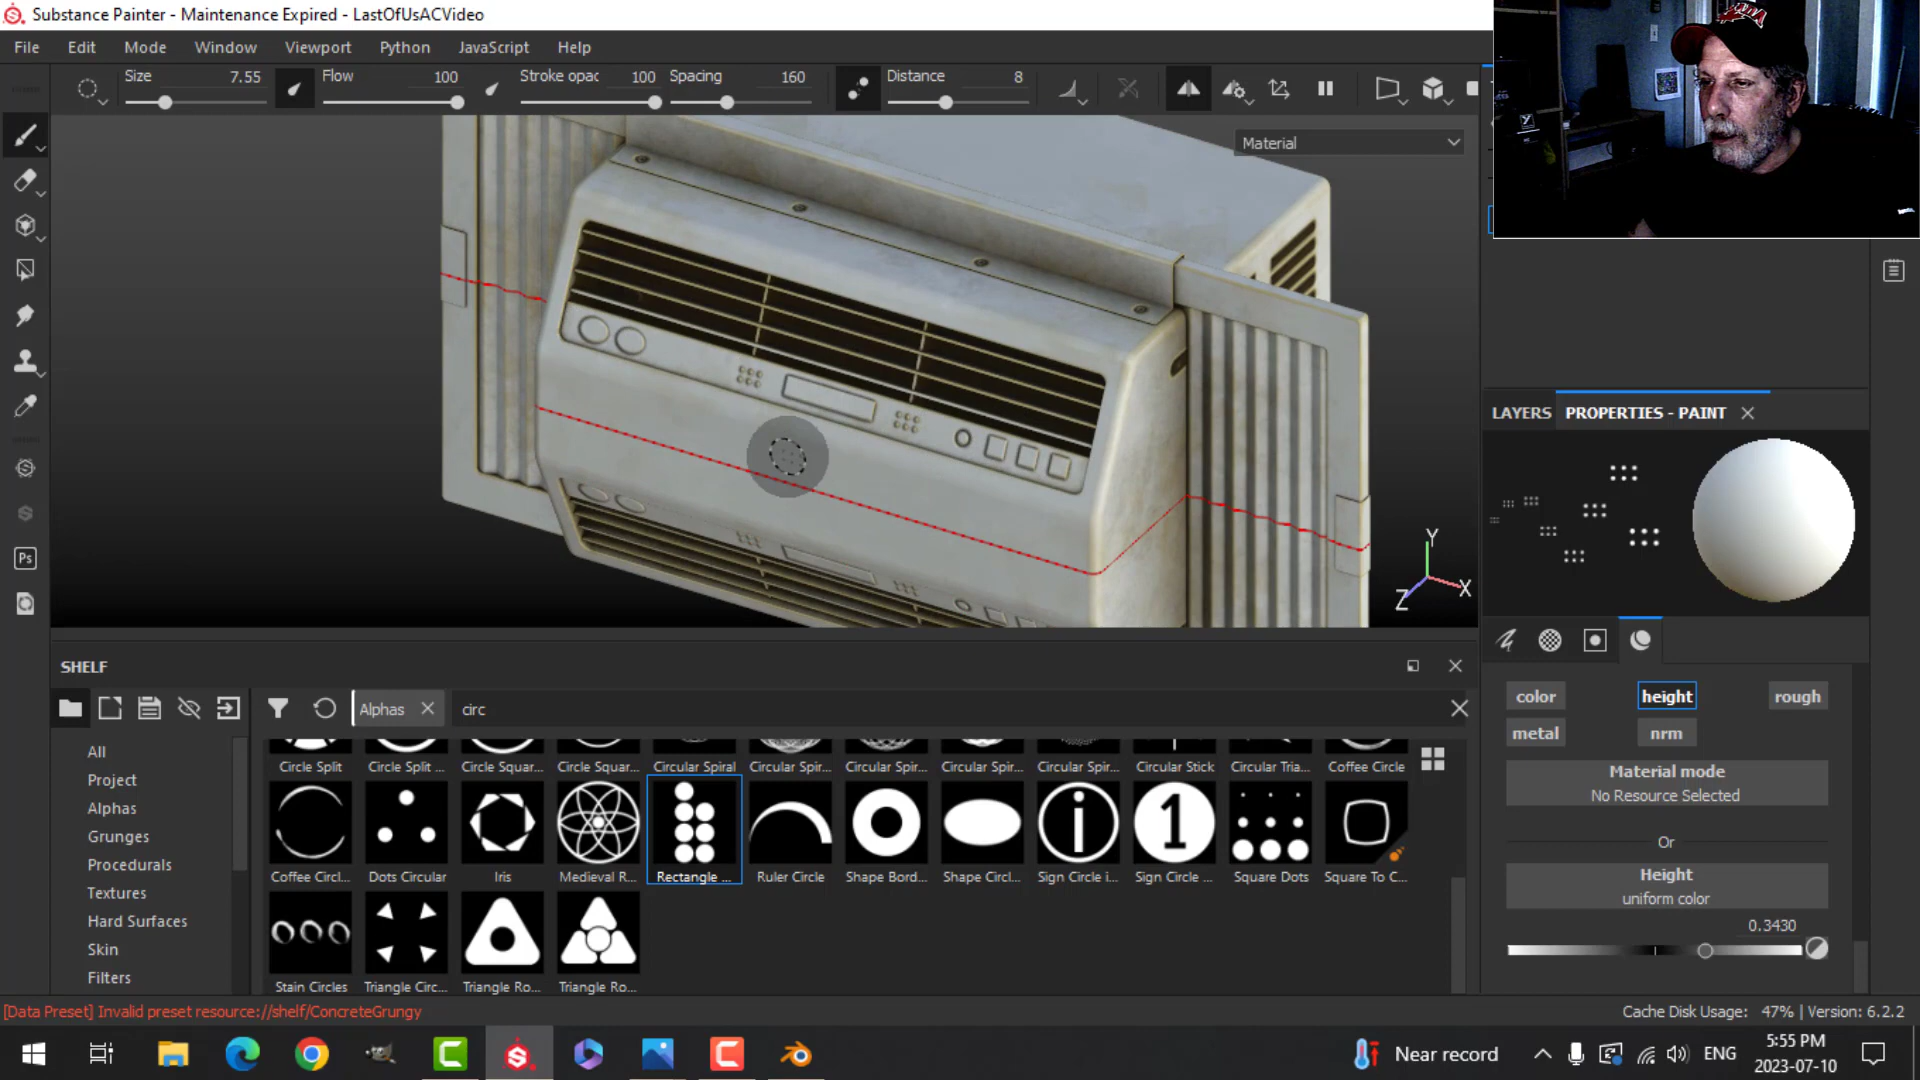 Substance Painter - Maintenance Expired - LastOfUsACVideo
File Edit Mode Window Viewport Python JavaScript Help
Size 7.55 Flow 100 Stroke opac 100 Spacing 160 Distance 8
Material
Y
Z X
LAYERS PROPERTIES - PAINT
SHELF
Alphas circ
All
Project
Alphas
Grunges
Procedurals
Textures
Hard Surfaces
Skin
Filters
Circle Split Circle Split ... Circle Squar... Circle Squar... Circular Spiral Circular Spir... Circular Spir... Circular Spir... Circular Spir... Circular Stick Circular Tria... Coffee Circle
Coffee Circl... Dots Circular Iris Medieval R... Rectangle ... Ruler Circle Shape Bord... Shape Circl... Sign Circle i... Sign Circle ... Square Dots Square To C...
Stain Circles Triangle Circ... Triangle Ro... Triangle Ro...
color height rough
metal nrm
Material mode
No Resource Selected
Or
Height
uniform color
0.3430
[Data Preset] Invalid preset resource://shelf/ConcreteGrungy
Cache Disk Usage: 47% | Version: 6.2.2
Ps
Near record ENG 5:55 PM
2023-07-10